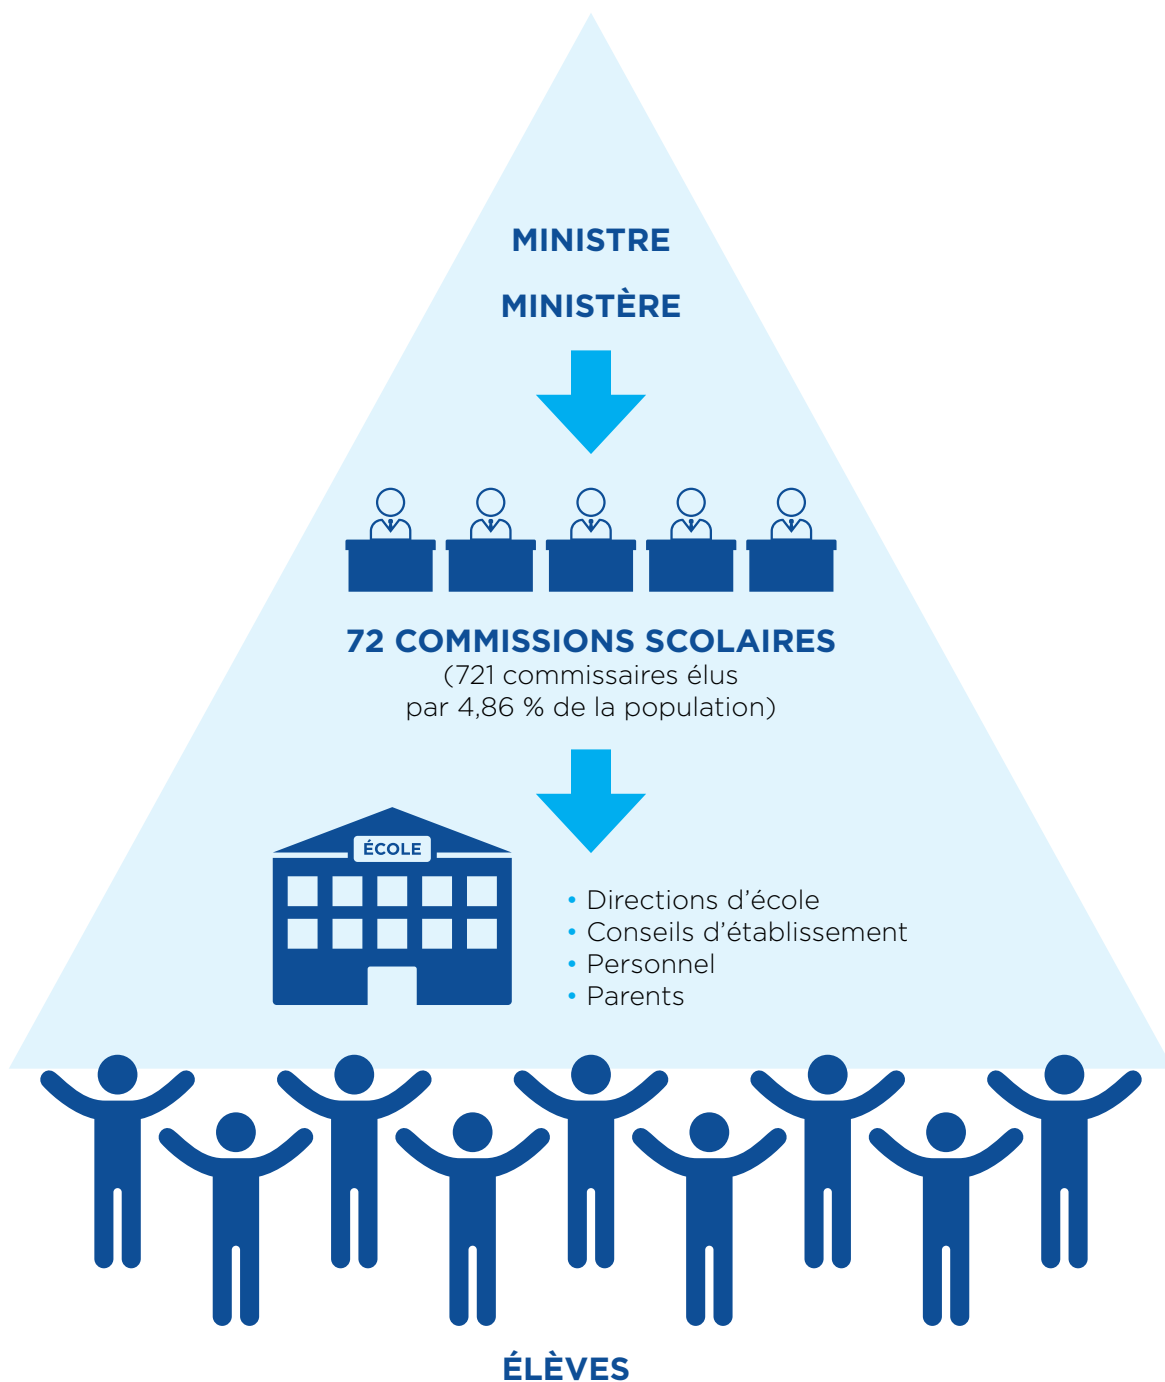 MINISTRE
MINISTÈRE
72 COMMISSIONS SCOLAIRES
(721 commissaires élus
par 4,86 % de la population)
ÉCOLE
• Directions d’école
• Conseils d’établissement
• Personnel
• Parents
ÉLÈVES